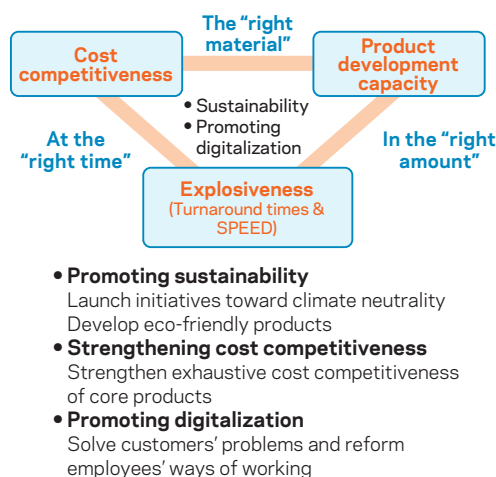 The “right
material”
Cost
competitiveness
Product
development
capacity
• Sustainability
• Promoting
digitalization
At the
“right time”
In the “right
amount”
Explosiveness
(Turnaround times &
SPEED)
• Promoting sustainability
Launch initiatives toward climate neutrality
Develop eco-friendly products
• Strengthening cost competitiveness
Strengthen exhaustive cost competitiveness
of core products
• Promoting digitalization
Solve customers’ problems and reform
employees’ ways of working